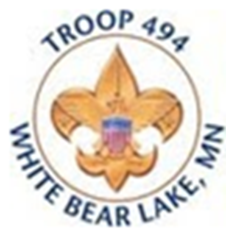 TROOP 494
WHITE BEAR LAKE, MN